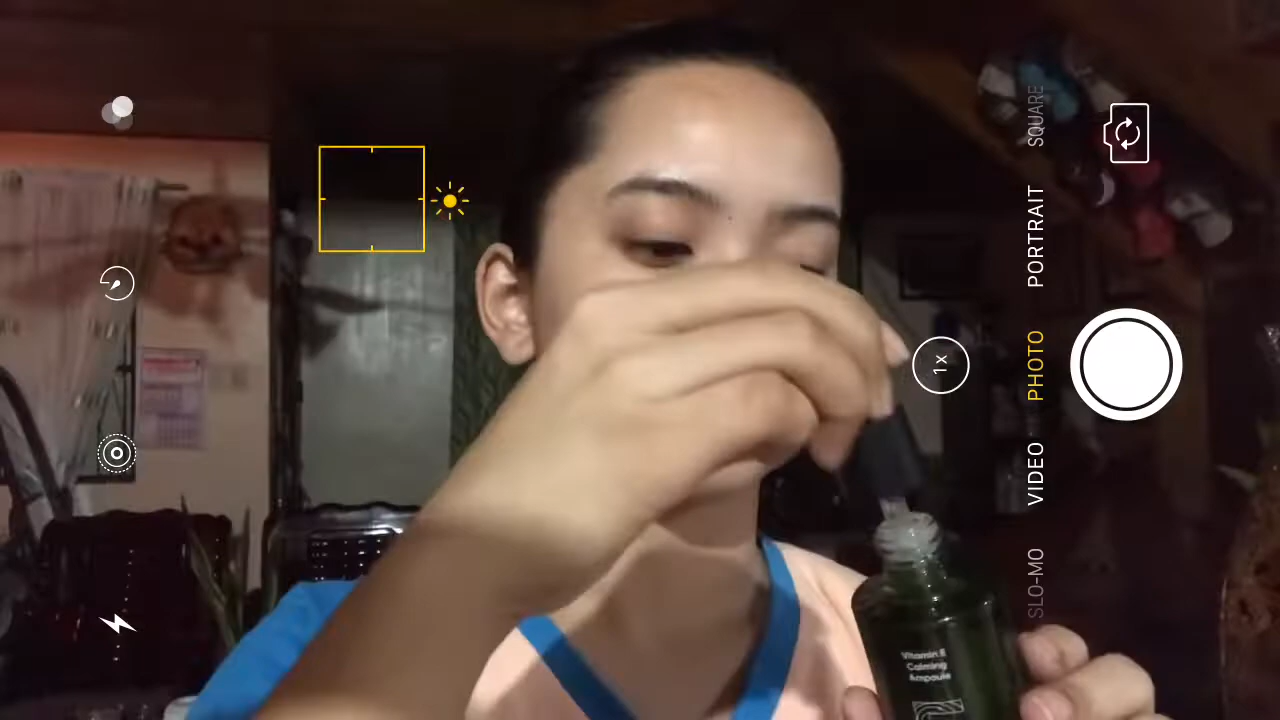 SQUARE
PORTRAIT
PHOTO
VIDEO
SLO-MO
1x
Vitamin E
Calming
Ampoule